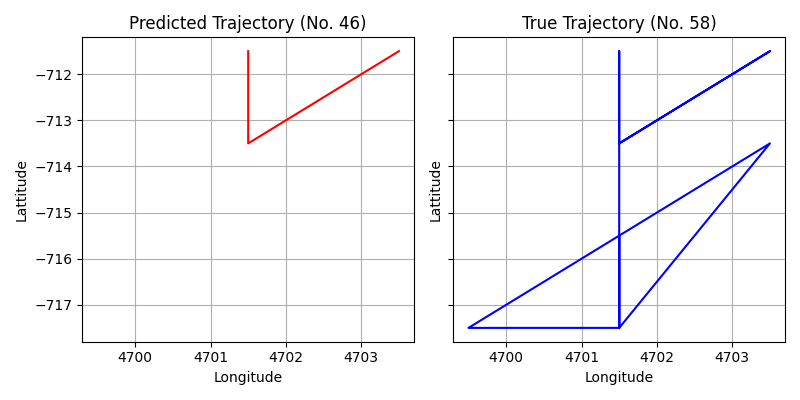 Predicted Trajectory (No. 46)
True Trajectory (No. 58)
Lattitude
−712
−713
−714
−715
−716
−717
4700
4701
4702
4703
Longitude
Lattitude
4700
4701
4702
4703
Longitude